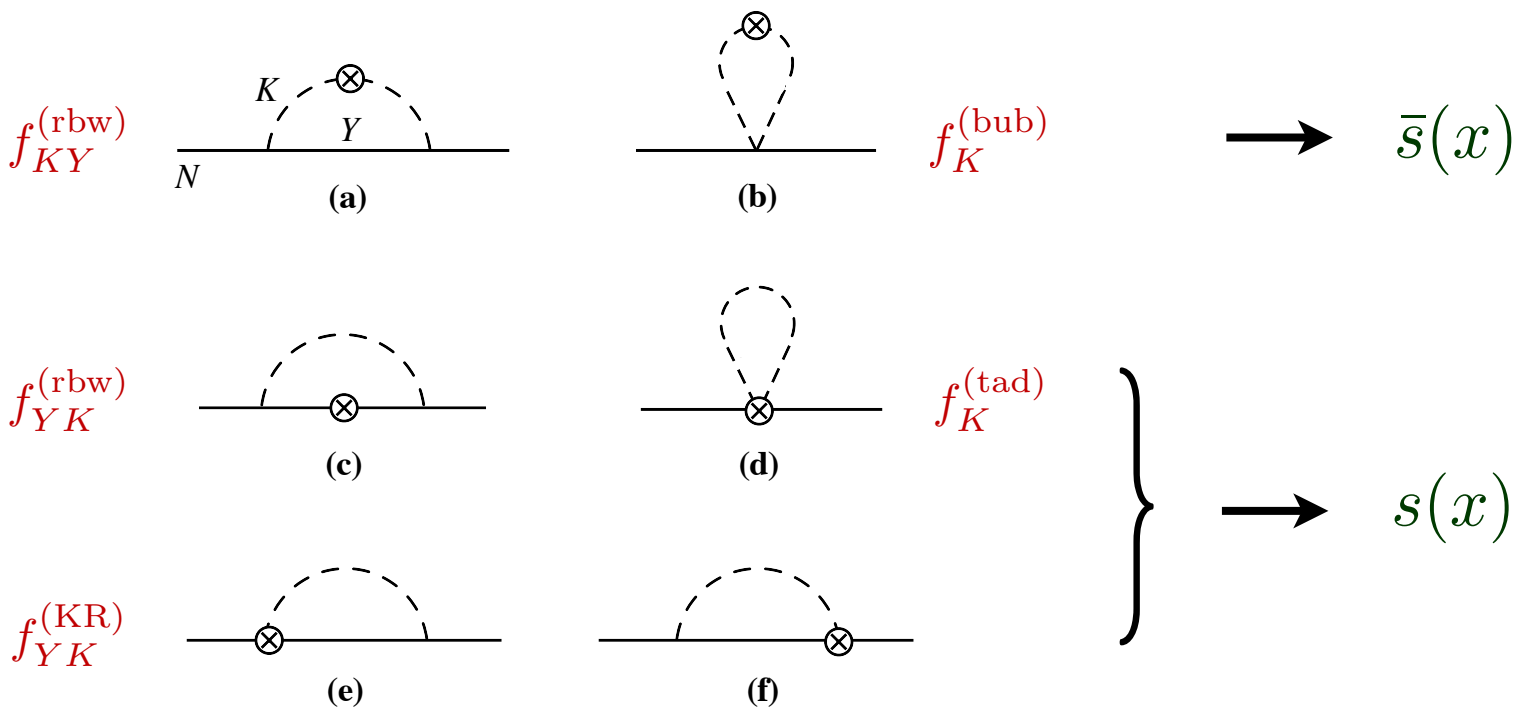 K
Y
f_{KY}^{(rbw)}
N
(a)
(b)
f_K^{(bub)}
s̄(x)
f_{YK}^{(rbw)}
(c)
(d)
f_K^{(tad)}
s(x)
f_{YK}^{(KR)}
(e)
(f)